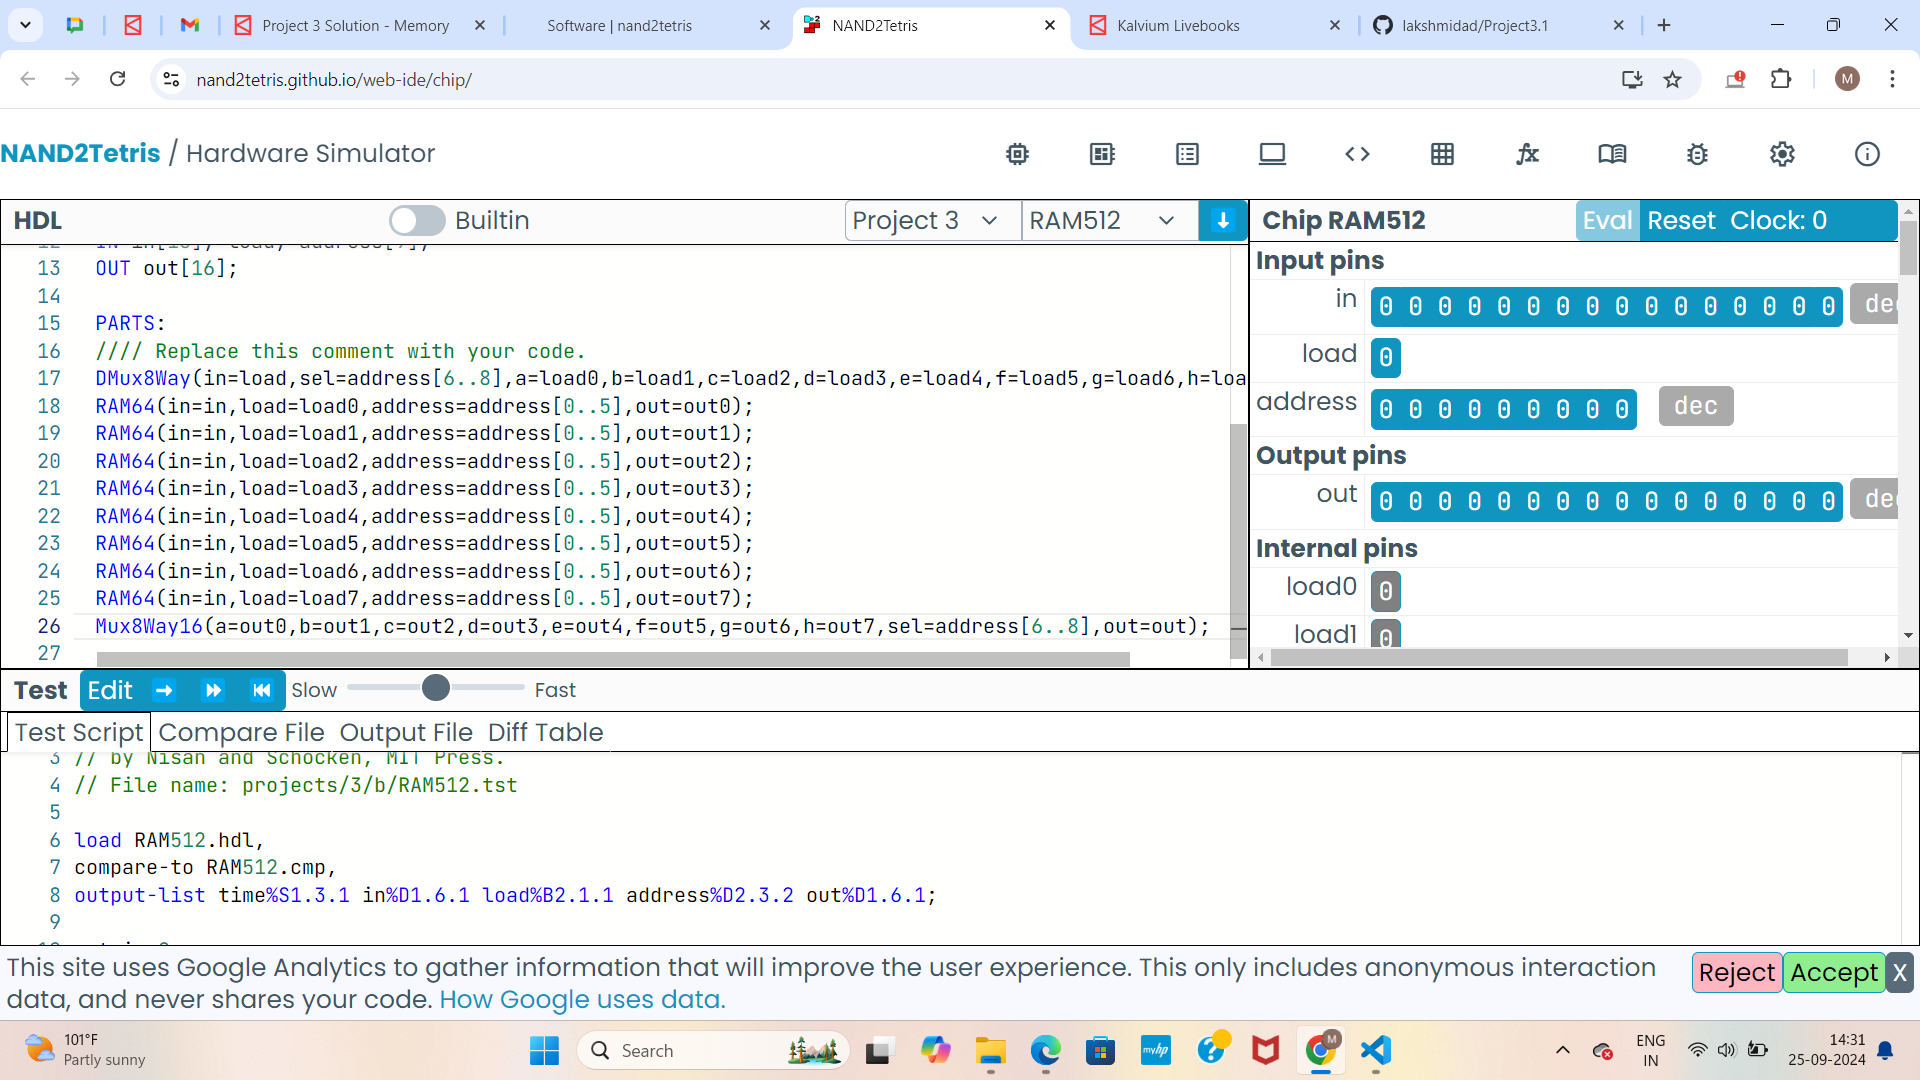 Project 3 Solution - Memory
Software | nand2tetris
NAND2Tetris
Kalvium Livebooks
lakshmidad/Project3.1
nand2tetris.github.io/web-ide/chip/
M
NAND2Tetris / Hardware Simulator
HDL
Builtin
Project 3
RAM512
Chip RAM512
Eval Reset Clock: 0
13 OUT out[16];
14
15 PARTS:
16 //// Replace this comment with your code.
17 DMux8Way(in=load,sel=address[6..8],a=load0,b=load1,c=load2,d=load3,e=load4,f=load5,g=load6,h=loa
18 RAM64(in=in,load=load0,address=address[0..5],out=out0);
19 RAM64(in=in,load=load1,address=address[0..5],out=out1);
20 RAM64(in=in,load=load2,address=address[0..5],out=out2);
21 RAM64(in=in,load=load3,address=address[0..5],out=out3);
22 RAM64(in=in,load=load4,address=address[0..5],out=out4);
23 RAM64(in=in,load=load5,address=address[0..5],out=out5);
24 RAM64(in=in,load=load6,address=address[0..5],out=out6);
25 RAM64(in=in,load=load7,address=address[0..5],out=out7);
26 Mux8Way16(a=out0,b=out1,c=out2,d=out3,e=out4,f=out5,g=out6,h=out7,sel=address[6..8],out=out);
27
Input pins
in 0 0 0 0 0 0 0 0 0 0 0 0 0 0 0 0 dec
load 0
address 0 0 0 0 0 0 0 0 0 dec
Output pins
out 0 0 0 0 0 0 0 0 0 0 0 0 0 0 0 0 dec
Internal pins
load0 0
load1 0
Test Edit Slow Fast
Test Script Compare File Output File Diff Table
3 // by Nisan and Schocken, MIT Press.
4 // File name: projects/3/b/RAM512.tst
5
6 load RAM512.hdl,
7 compare-to RAM512.cmp,
8 output-list time%S1.3.1 in%D1.6.1 load%B2.1.1 address%D2.3.2 out%D1.6.1;
9
This site uses Google Analytics to gather information that will improve the user experience. This only includes anonymous interaction
data, and never shares your code. How Google uses data.
Reject Accept X
101°F
Partly sunny
Search
myhp
M
ENG
IN
14:31
25-09-2024